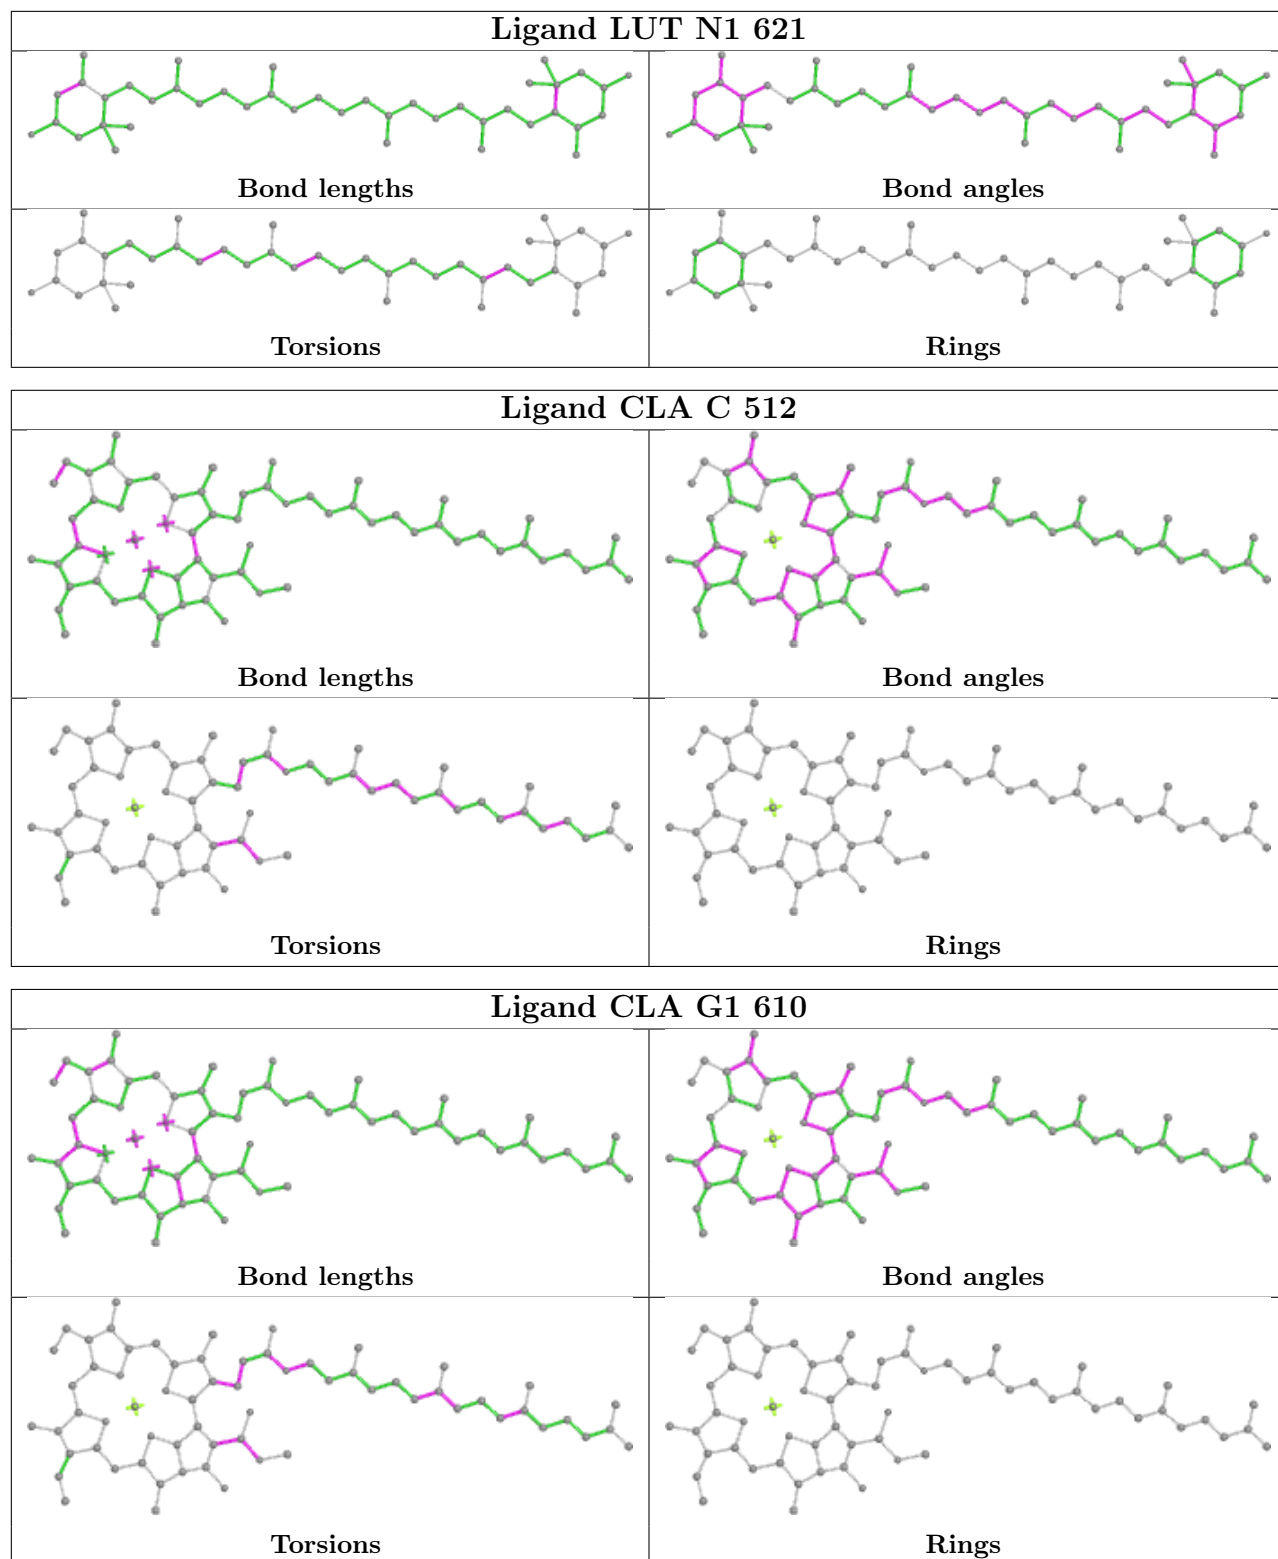 Ligand LUT N1 621
Bond lengths
Bond angles
Torsions
Rings
Ligand CLA C 512
Bond lengths
Bond angles
Torsions
Rings
Ligand CLA G1 610
Bond lengths
Bond angles
Torsions
Rings